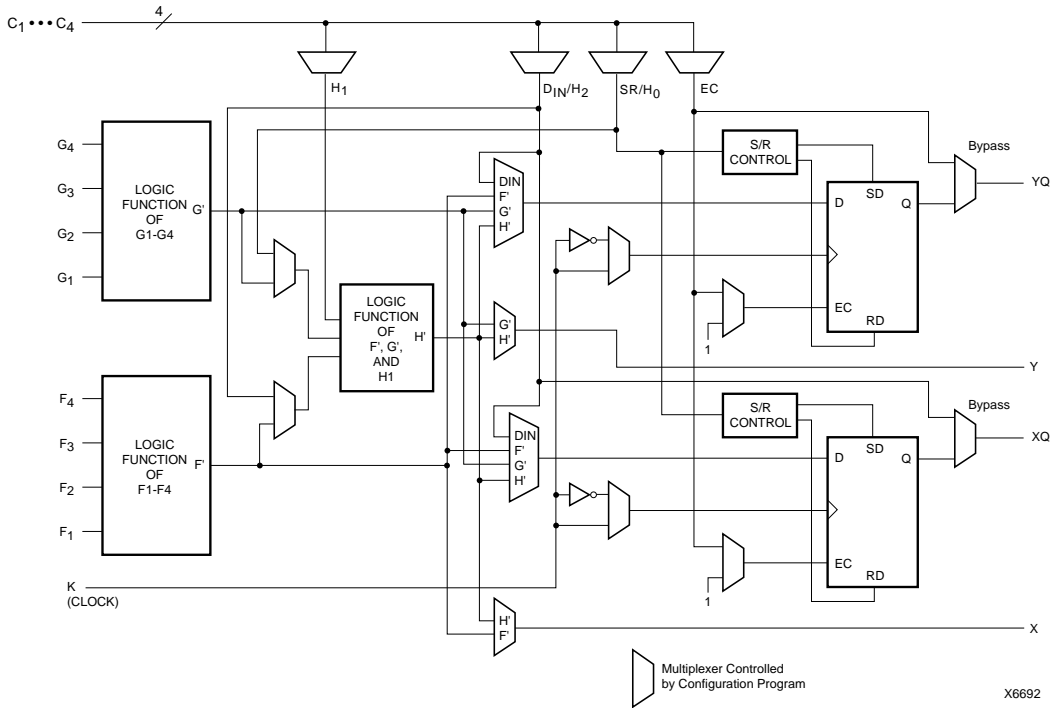 C1 ••• C4
4
H1
DIN/H2
SR/H0
EC
G4
G3
G2
G1
LOGIC
FUNCTION
OF
G1-G4
G'
DIN
F'
G'
H'
S/R
CONTROL
Bypass
YQ
D
SD
Q
EC
RD
1
LOGIC
FUNCTION
OF
F', G',
AND
H1
H'
G'
H'
Y
F4
F3
F2
F1
LOGIC
FUNCTION
OF
F1-F4
F'
DIN
F'
G'
H'
S/R
CONTROL
Bypass
XQ
D
SD
Q
EC
RD
1
K
(CLOCK)
H'
F'
X
Multiplexer Controlled
by Configuration Program
X6692